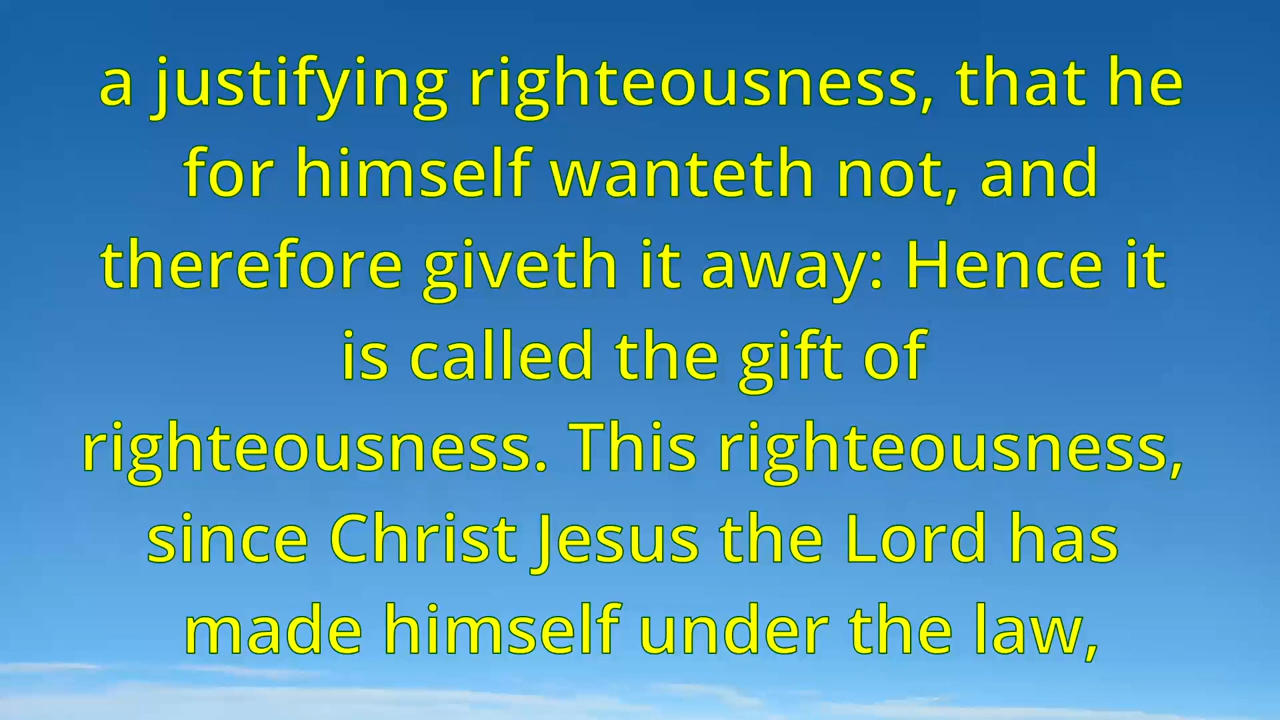 a justifying righteousness, that he
for himself wanteth not, and
therefore giveth it away: Hence it
is called the gift of
righteousness. This righteousness,
since Christ Jesus the Lord has
made himself under the law,